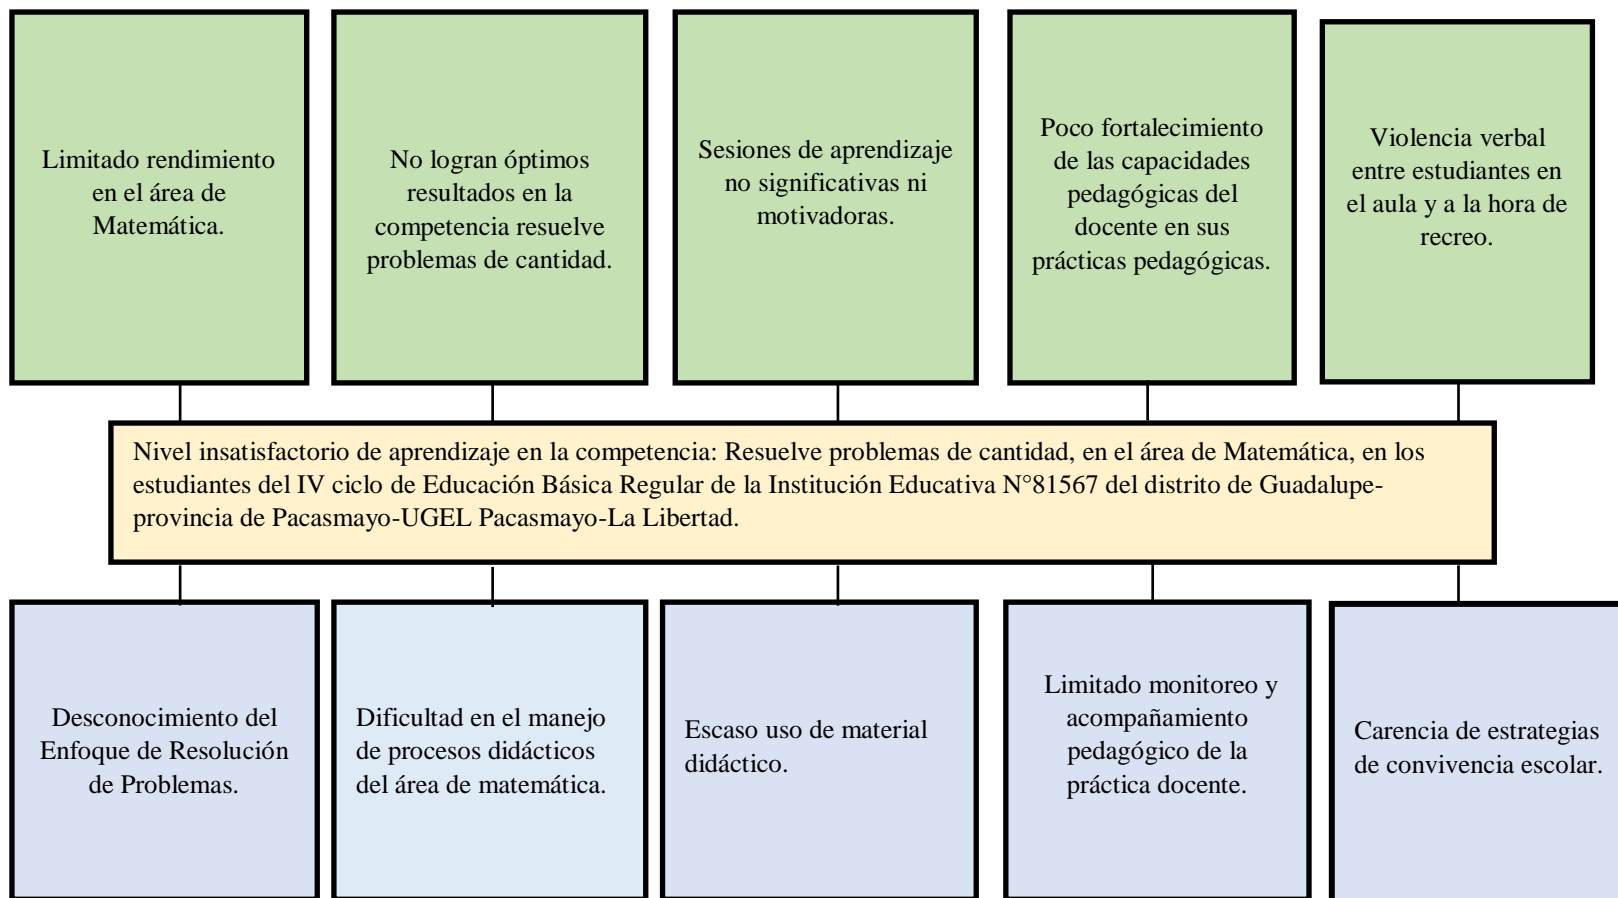 Limitado rendimiento
en el área de
Matemática.
No logran óptimos
resultados en la
competencia resuelve
problemas de cantidad.
Sesiones de aprendizaje
no significativas ni
motivadoras.
Poco fortalecimiento
de las capacidades
pedagógicas del
docente en sus
prácticas pedagógicas.
Violencia verbal
entre estudiantes en
el aula y a la hora de
recreo.
Nivel insatisfactorio de aprendizaje en la competencia: Resuelve problemas de cantidad, en el área de Matemática, en los
estudiantes del IV ciclo de Educación Básica Regular de la Institución Educativa N°81567 del distrito de Guadalupe-
provincia de Pacasmayo-UGEL Pacasmayo-La Libertad.
Desconocimiento del
Enfoque de Resolución
de Problemas.
Dificultad en el manejo
de procesos didácticos
del área de matemática.
Escaso uso de material
didáctico.
Limitado monitoreo y
acompañamiento
pedagógico de la
práctica docente.
Carencia de estrategias
de convivencia escolar.